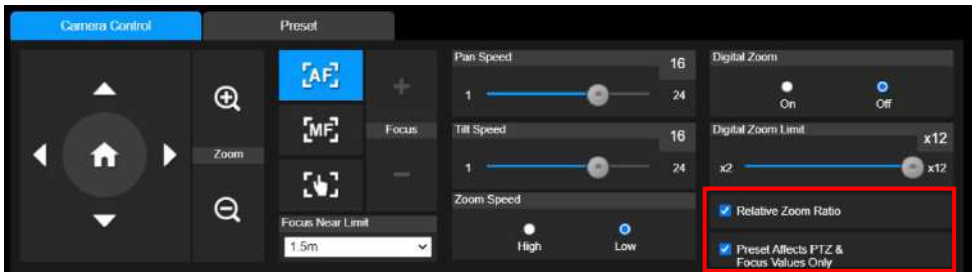 Camera Control
Preset
Zoom
AF
MF
Focus
Focus Near Limit
1.5m
Pan Speed
16
1
24
Tilt Speed
16
1
24
Zoom Speed
High
Low
Digital Zoom
On
Off
Digital Zoom Limit
x12
x2
x12
Relative Zoom Ratio
Preset Affects PTZ &
Focus Values Only